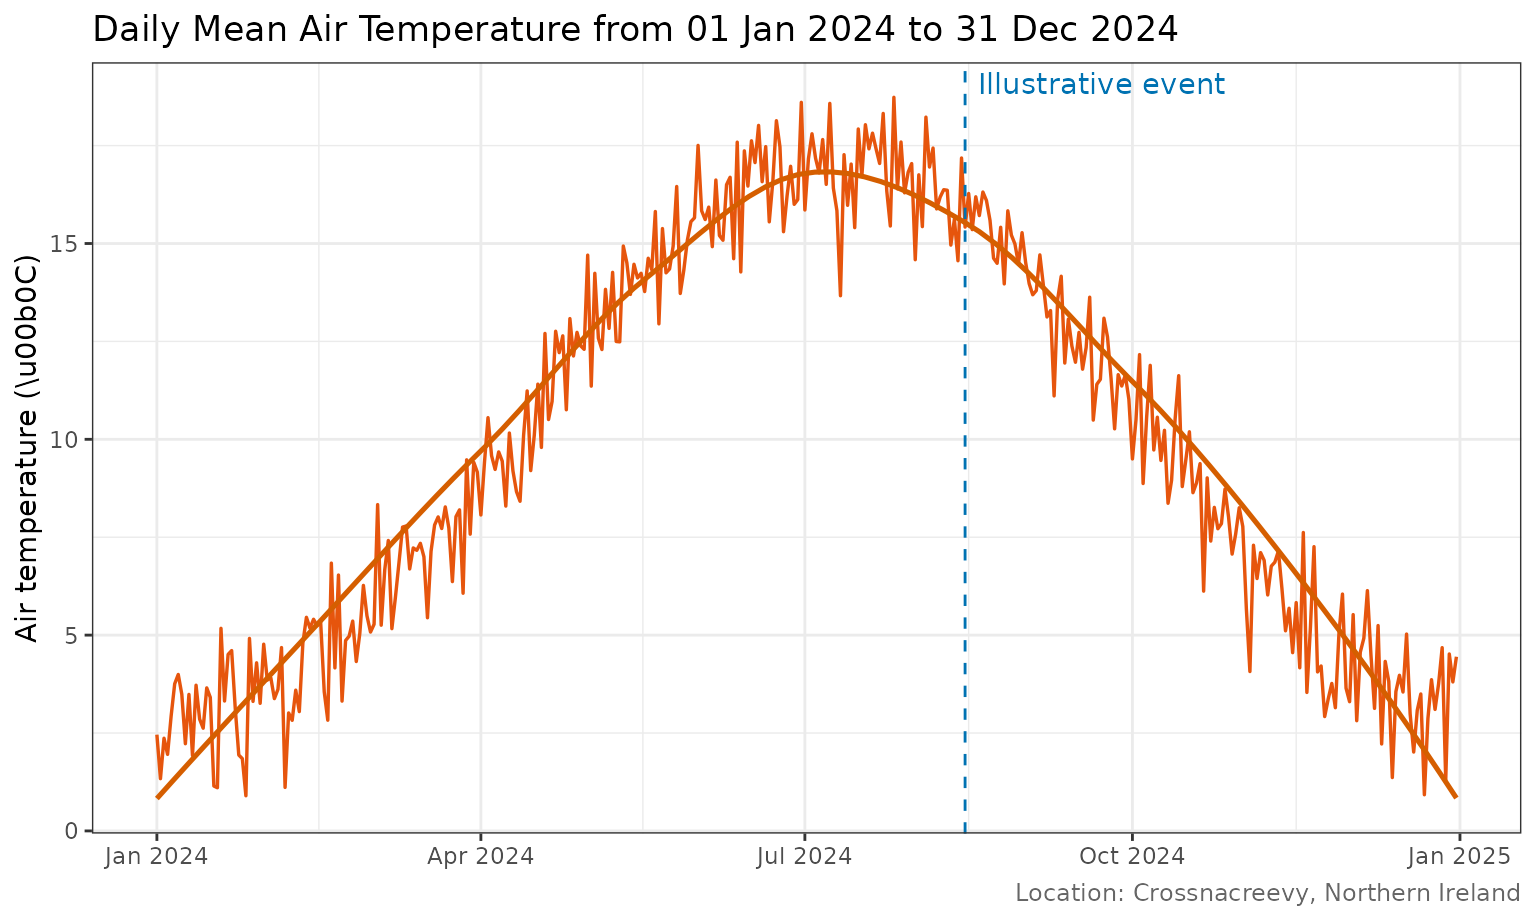 Daily Mean Air Temperature from 01 Jan 2024 to 31 Dec 2024
Illustrative event
Air temperature (\u00b0C)
15
10
5
0
Jan 2024
Apr 2024
Jul 2024
Oct 2024
Jan 2025
Location: Crossnacreevy, Northern Ireland